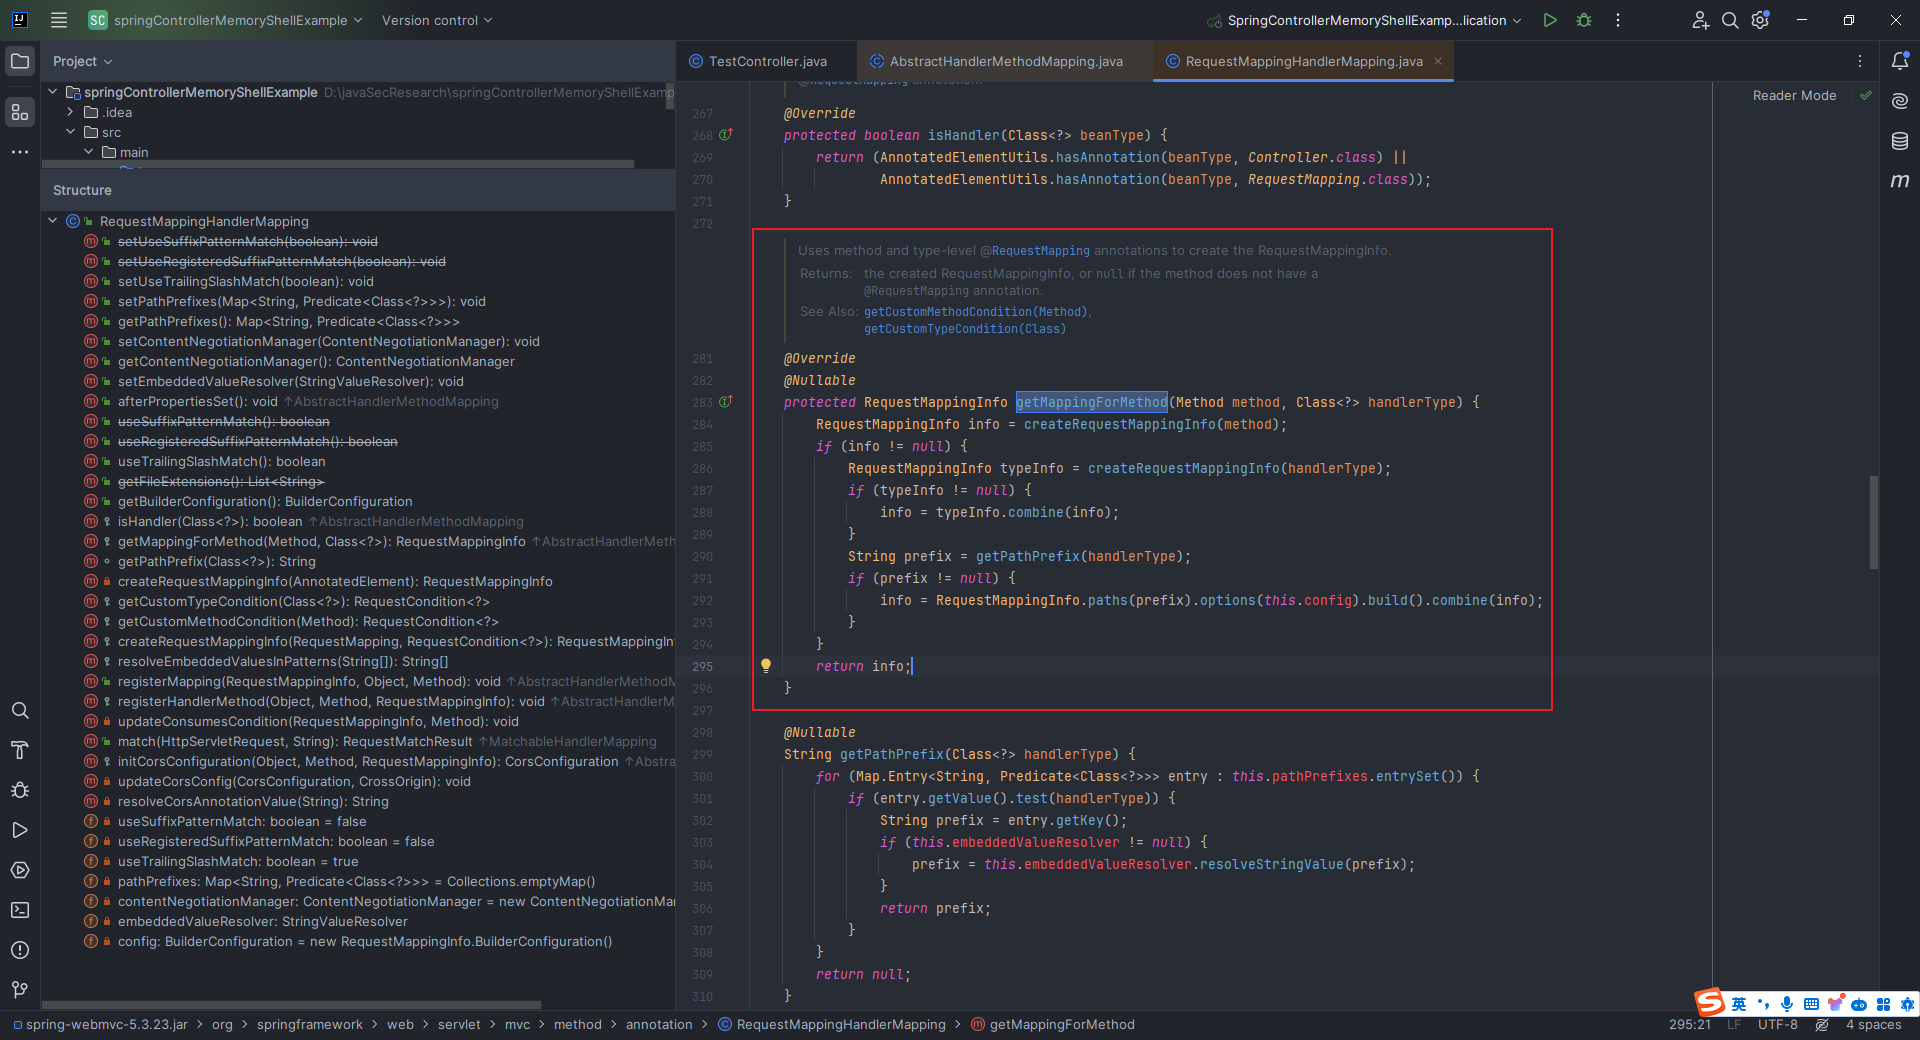 SC springControllerMemoryShellExample Version control SpringControllerMemoryShellExamp...lication
Project
springControllerMemoryShellExample D:\javaSecResearch\springControllerMemoryShellExamp
.idea
src
main
Structure
RequestMappingHandlerMapping
setUseSuffixPatternMatch(boolean): void
setUseRegisteredSuffixPatternMatch(boolean): void
setUseTrailingSlashMatch(boolean): void
setPathPrefixes(Map<String, Predicate<Class<?>>>): void
getPathPrefixes(): Map<String, Predicate<Class<?>>>
setContentNegotiationManager(ContentNegotiationManager): void
getContentNegotiationManager(): ContentNegotiationManager
setEmbeddedValueResolver(StringValueResolver): void
afterPropertiesSet(): void ↑AbstractHandlerMethodMapping
useSuffixPatternMatch(): boolean
useRegisteredSuffixPatternMatch(): boolean
useTrailingSlashMatch(): boolean
getFileExtensions(): List<String>
getBuilderConfiguration(): BuilderConfiguration
isHandler(Class<?>): boolean ↑AbstractHandlerMethodMapping
getMappingForMethod(Method, Class<?>): RequestMappingInfo ↑AbstractHandlerMeth
getPathPrefix(Class<?>): String
createRequestMappingInfo(AnnotatedElement): RequestMappingInfo
getCustomTypeCondition(Class<?>): RequestCondition<?>
getCustomMethodCondition(Method): RequestCondition<?>
createRequestMappingInfo(RequestMapping, RequestCondition<?>): RequestMappingInf
resolveEmbeddedValuesInPatterns(String[]): String[]
registerMapping(RequestMappingInfo, Object, Method): void ↑AbstractHandlerMethodM
registerHandlerMethod(Object, Method, RequestMappingInfo): void ↑AbstractHandlerM
updateConsumesCondition(RequestMappingInfo, Method): void
match(HttpServletRequest, String): RequestMatchResult ↑MatchableHandlerMapping
initCorsConfiguration(Object, Method, RequestMappingInfo): CorsConfiguration ↑Abstra
updateCorsConfig(CorsConfiguration, CrossOrigin): void
resolveCorsAnnotationValue(String): String
useSuffixPatternMatch: boolean = false
useRegisteredSuffixPatternMatch: boolean = false
useTrailingSlashMatch: boolean = true
pathPrefixes: Map<String, Predicate<Class<?>>> = Collections.emptyMap()
contentNegotiationManager: ContentNegotiationManager = new ContentNegotiationMan
embeddedValueResolver: StringValueResolver
config: BuilderConfiguration = new RequestMappingInfo.BuilderConfiguration()
TestController.java AbstractHandlerMethodMapping.java RequestMappingHandlerMapping.java
@RequestMapping annotation.
Reader Mode
267 @Override
268 protected boolean isHandler(Class<?> beanType) {
269 return (AnnotatedElementUtils.hasAnnotation(beanType, Controller.class) ||
270 AnnotatedElementUtils.hasAnnotation(beanType, RequestMapping.class));
271 }
272
Uses method and type-level @RequestMapping annotations to create the RequestMappingInfo.
Returns: the created RequestMappingInfo, or null if the method does not have a
@RequestMapping annotation.
See Also: getCustomMethodCondition(Method),
getCustomTypeCondition(Class)
281 @Override
282 @Nullable
283 protected RequestMappingInfo getMappingForMethod(Method method, Class<?> handlerType) {
284 RequestMappingInfo info = createRequestMappingInfo(method);
285 if (info != null) {
286 RequestMappingInfo typeInfo = createRequestMappingInfo(handlerType);
287 if (typeInfo != null) {
288 info = typeInfo.combine(info);
289 }
290 String prefix = getPathPrefix(handlerType);
291 if (prefix != null) {
292 info = RequestMappingInfo.paths(prefix).options(this.config).build().combine(info);
293 }
294 }
295 return info;
296 }
297
298 @Nullable
299 String getPathPrefix(Class<?> handlerType) {
300 for (Map.Entry<String, Predicate<Class<?>>> entry : this.pathPrefixes.entrySet()) {
301 if (entry.getValue().test(handlerType)) {
302 String prefix = entry.getKey();
303 if (this.embeddedValueResolver != null) {
304 prefix = this.embeddedValueResolver.resolveStringValue(prefix);
305 }
306 return prefix;
307 }
308 }
309 return null;
310 }
英
spring-webmvc-5.3.23.jar org springframework web servlet mvc method annotation RequestMappingHandlerMapping getMappingForMethod
295:21 LF UTF-8 4 spaces